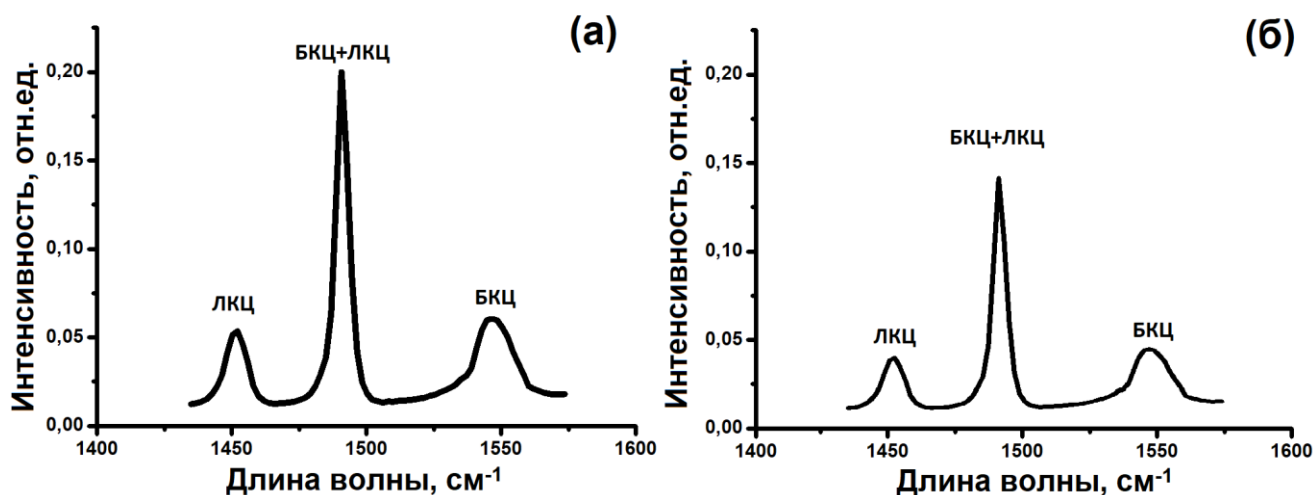 (а)
Интенсивность, отн.ед.
0,20
0,15
0,10
0,05
0,00
БКЦ+ЛКЦ
ЛКЦ
БКЦ
1400
1450
1500
1550
1600
Длина волны, см-1
(б)
Интенсивность, отн.ед.
0,20
0,15
0,10
0,05
0,00
БКЦ+ЛКЦ
ЛКЦ
БКЦ
1400
1450
1500
1550
1600
Длина волны, см-1